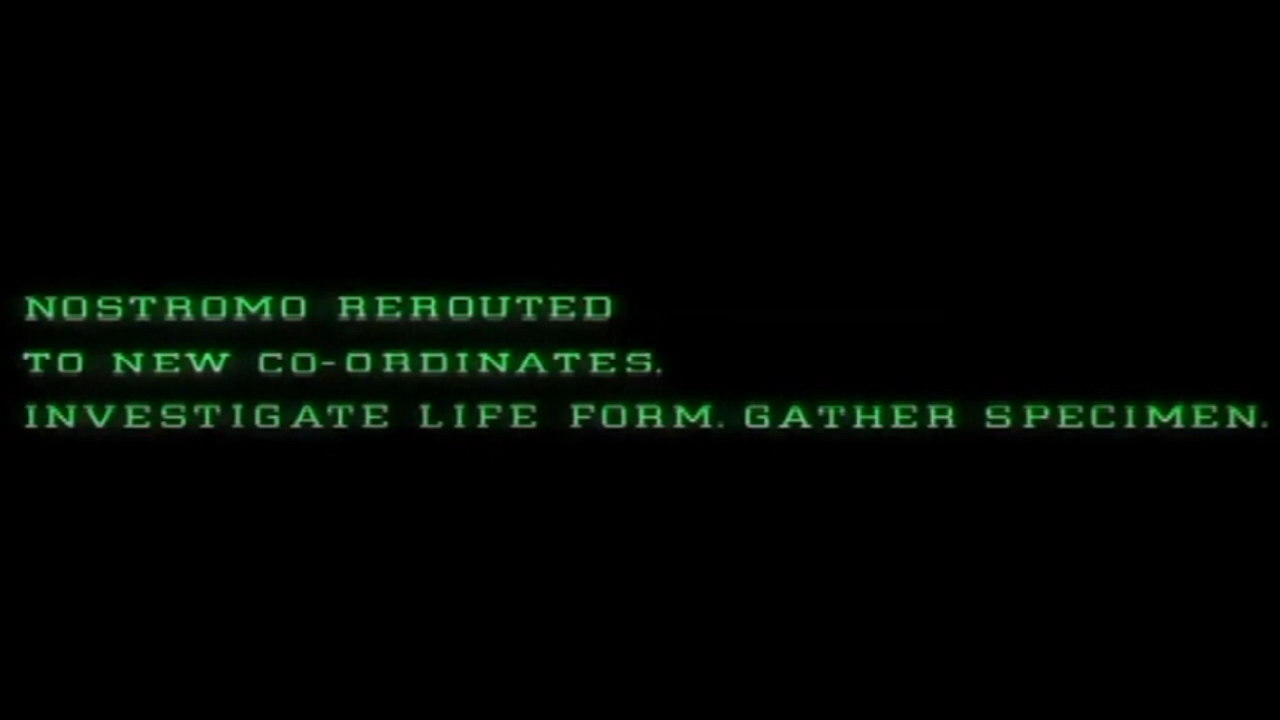 NOSTROMO REROUTED
TO NEW CO-ORDINATES.
INVESTIGATE LIFE FORM. GATHER SPECIMEN.